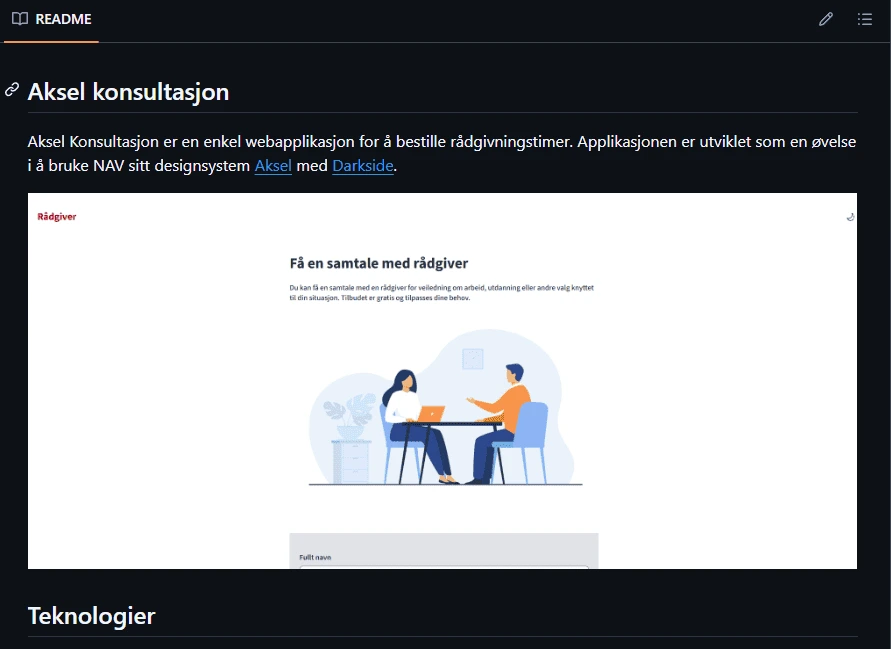 README
Aksel konsultasjon
Aksel Konsultasjon er en enkel webapplikasjon for å bestille rådgivningstimer. Applikasjonen er utviklet som en øvelse
i å bruke NAV sitt designsystem Aksel med Darkside.
Rådgiver
Få en samtale med rådgiver
Du kan få en samtale med en rådgiver for veiledning om arbeid, utdanning eller andre valg knyttet
til din situasjon. Tilbudet er gratis og tilpasses dine behov.
Fullt navn
Teknologier